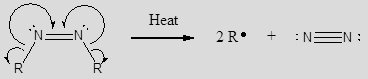 Heat
N=N
R R
2 R• + :N≡N: